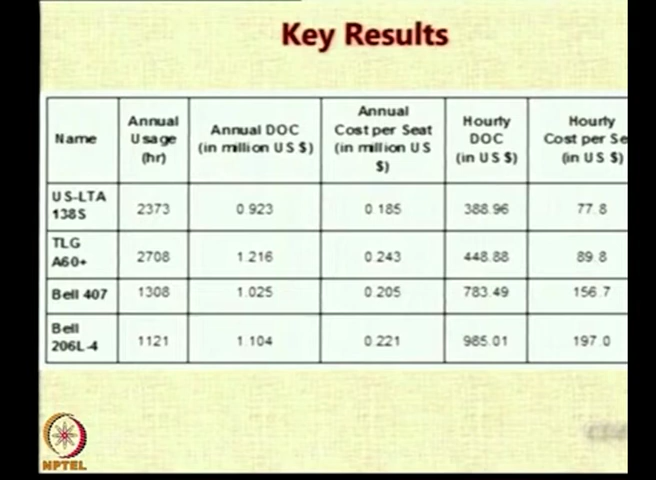 Key Results
Name Annual Usage (hr) Annual DOC (in million US $) Annual Cost per Seat (in million US $) Hourly DOC (in US $) Hourly Cost per Se (in US $)
US-LTA 138S 2373 0.923 0.185 388.96 77.8
TLG A60+ 2708 1.216 0.243 448.88 89.8
Bell 407 1308 1.025 0.205 783.49 156.7
Bell 206L-4 1121 1.104 0.221 985.01 197.0
NPTEL